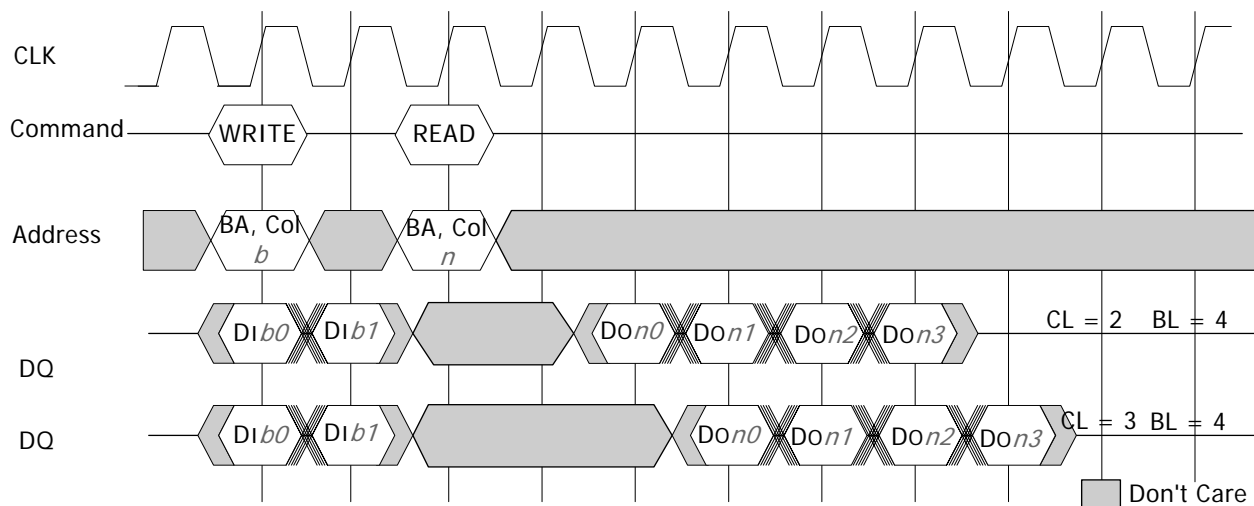 CLK
Command
WRITE
READ
Address
BA, Col
b
BA, Col
n
DQ
DIb0
DIb1
DOn0
DOn1
DOn2
DOn3
CL = 2 BL = 4
DQ
DIb0
DIb1
DOn0
DOn1
DOn2
DOn3
CL = 3 BL = 4
Don't Care